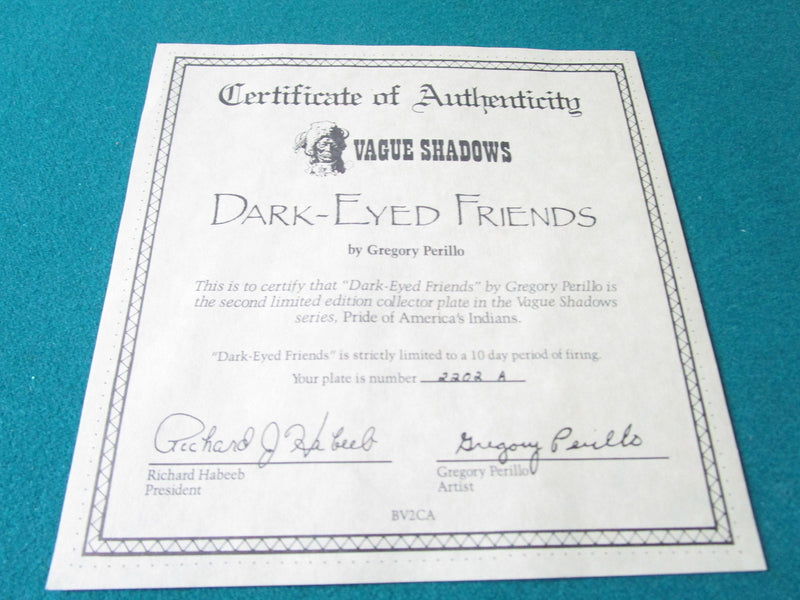 Certificate of Authenticity
VAGUE SHADOWS
DARK-EYED FRIENDS
by Gregory Perillo
This is to certify that "Dark-Eyed Friends" by Gregory Perillo is
the second limited edition collector plate in the Vague Shadows
series, Pride of America's Indians.
"Dark-Eyed Friends" is strictly limited to a 10 day period of firing.
Your plate is number 2202 A
Richard J Habeeb
Gregory Perillo
Richard Habeeb
Gregory Perillo
President
Artist
BV2CA